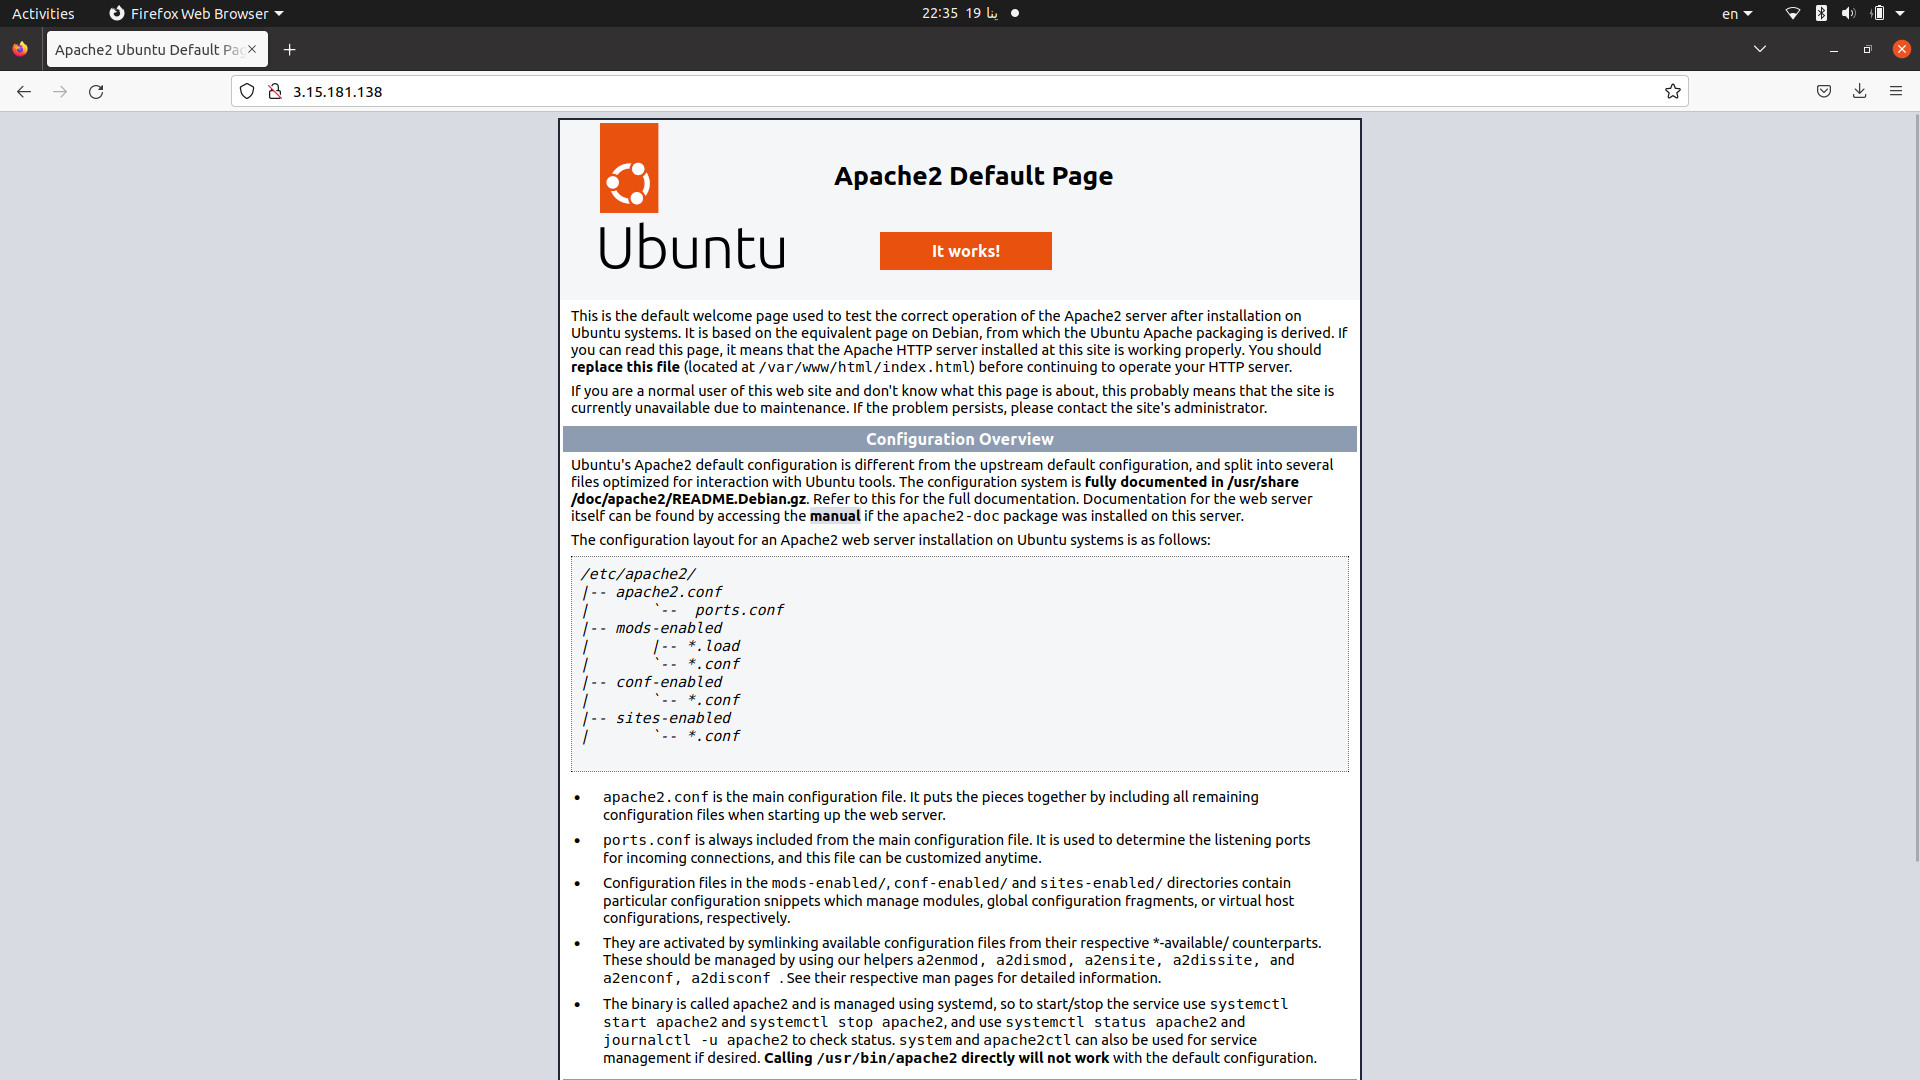 Activities
Firefox Web Browser
22:35 19 ينا
en
Apache2 Ubuntu Default Pag
3.15.181.138
Apache2 Default Page
Ubuntu
It works!
This is the default welcome page used to test the correct operation of the Apache2 server after installation on
Ubuntu systems. It is based on the equivalent page on Debian, from which the Ubuntu Apache packaging is derived. If
you can read this page, it means that the Apache HTTP server installed at this site is working properly. You should
replace this file (located at /var/www/html/index.html) before continuing to operate your HTTP server.
If you are a normal user of this web site and don't know what this page is about, this probably means that the site is
currently unavailable due to maintenance. If the problem persists, please contact the site's administrator.
Configuration Overview
Ubuntu's Apache2 default configuration is different from the upstream default configuration, and split into several
files optimized for interaction with Ubuntu tools. The configuration system is fully documented in /usr/share
/doc/apache2/README.Debian.gz. Refer to this for the full documentation. Documentation for the web server
itself can be found by accessing the manual if the apache2-doc package was installed on this server.
The configuration layout for an Apache2 web server installation on Ubuntu systems is as follows:
/etc/apache2/
|-- apache2.conf
|       `--  ports.conf
|-- mods-enabled
|       |-- *.load
|       `-- *.conf
|-- conf-enabled
|       `-- *.conf
|-- sites-enabled
|       `-- *.conf
• apache2.conf is the main configuration file. It puts the pieces together by including all remaining
configuration files when starting up the web server.
• ports.conf is always included from the main configuration file. It is used to determine the listening ports
for incoming connections, and this file can be customized anytime.
• Configuration files in the mods-enabled/, conf-enabled/ and sites-enabled/ directories contain
particular configuration snippets which manage modules, global configuration fragments, or virtual host
configurations, respectively.
• They are activated by symlinking available configuration files from their respective *-available/ counterparts.
These should be managed by using our helpers a2enmod, a2dismod, a2ensite, a2dissite, and
a2enconf, a2disconf . See their respective man pages for detailed information.
• The binary is called apache2 and is managed using systemd, so to start/stop the service use systemctl
start apache2 and systemctl stop apache2, and use systemctl status apache2 and
journalctl -u apache2 to check status. system and apache2ctl can also be used for service
management if desired. Calling /usr/bin/apache2 directly will not work with the default configuration.